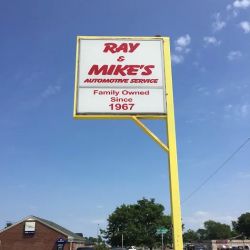 RAY
&
MIKE'S
AUTOMOTIVE SERVICE
Family Owned
Since
1967